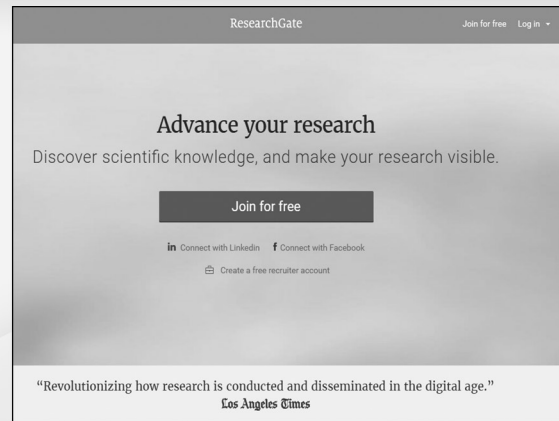 ResearchGate
Join for free Log in
Advance your research
Discover scientific knowledge, and make your research visible.
Join for free
in Connect with Linkedin f Connect with Facebook
Create a free recruiter account
“Revolutionizing how research is conducted and disseminated in the digital age.”
Los Angeles Times